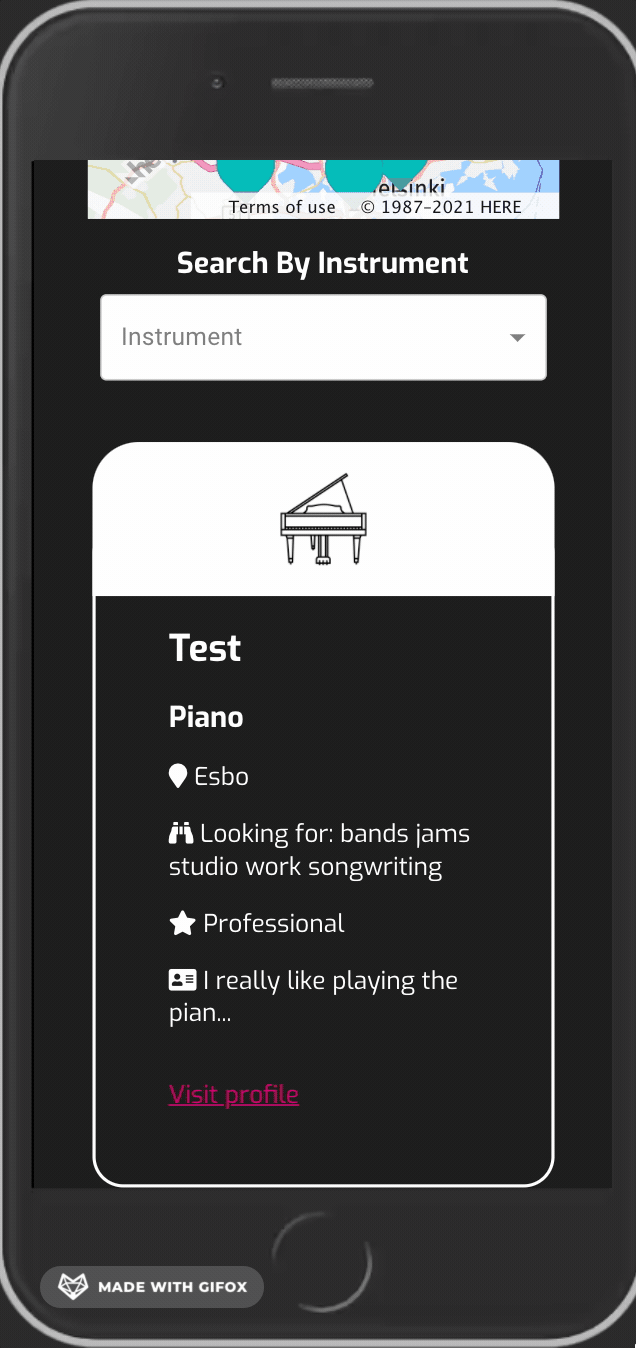 elsinki
Terms of use © 1987–2021 HERE
Search By Instrument
Instrument
Test
Piano
Esbo
Looking for: bands jams
studio work songwriting
Professional
I really like playing the
pian...
Visit profile
MADE WITH GIFOX